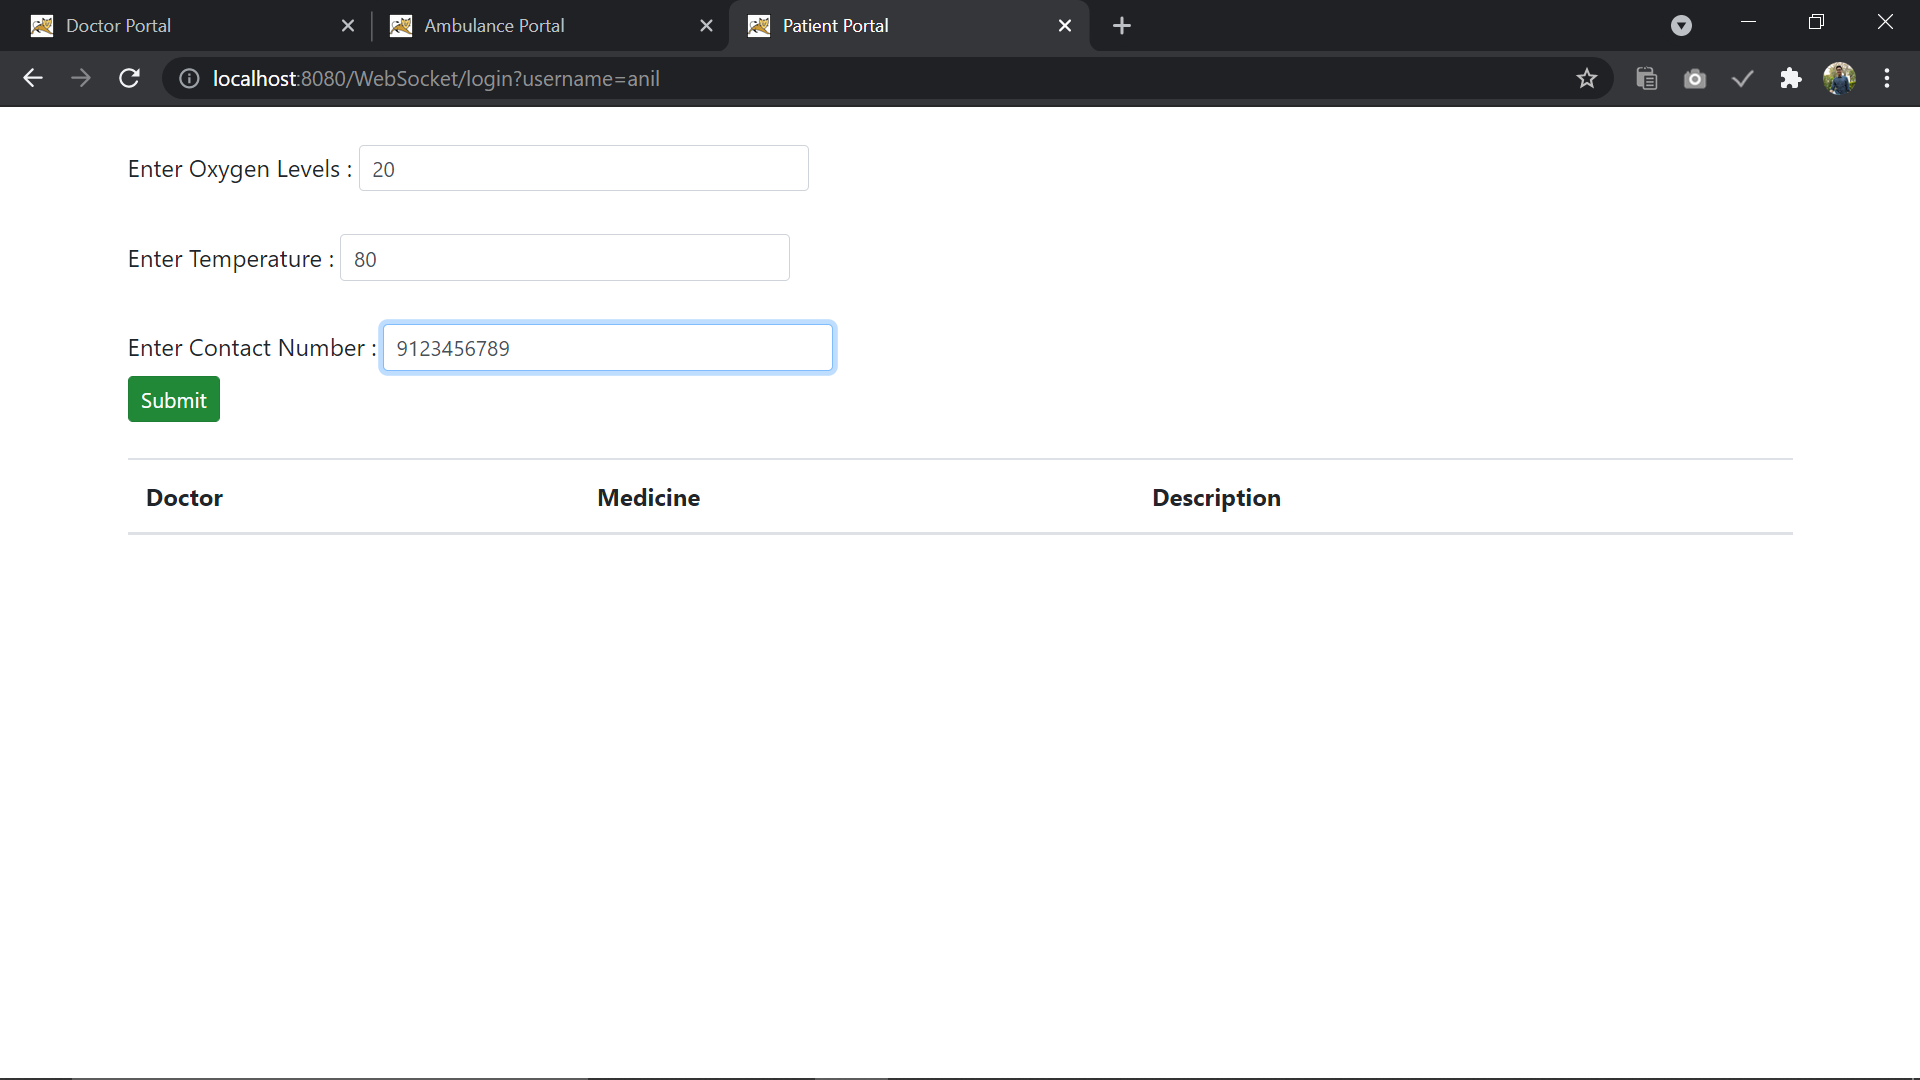 Doctor Portal
Ambulance Portal
Patient Portal
localhost:8080/WebSocket/login?username=anil
Enter Oxygen Levels : 20
Enter Temperature : 80
Enter Contact Number : 9123456789
Submit
Doctor Medicine Description